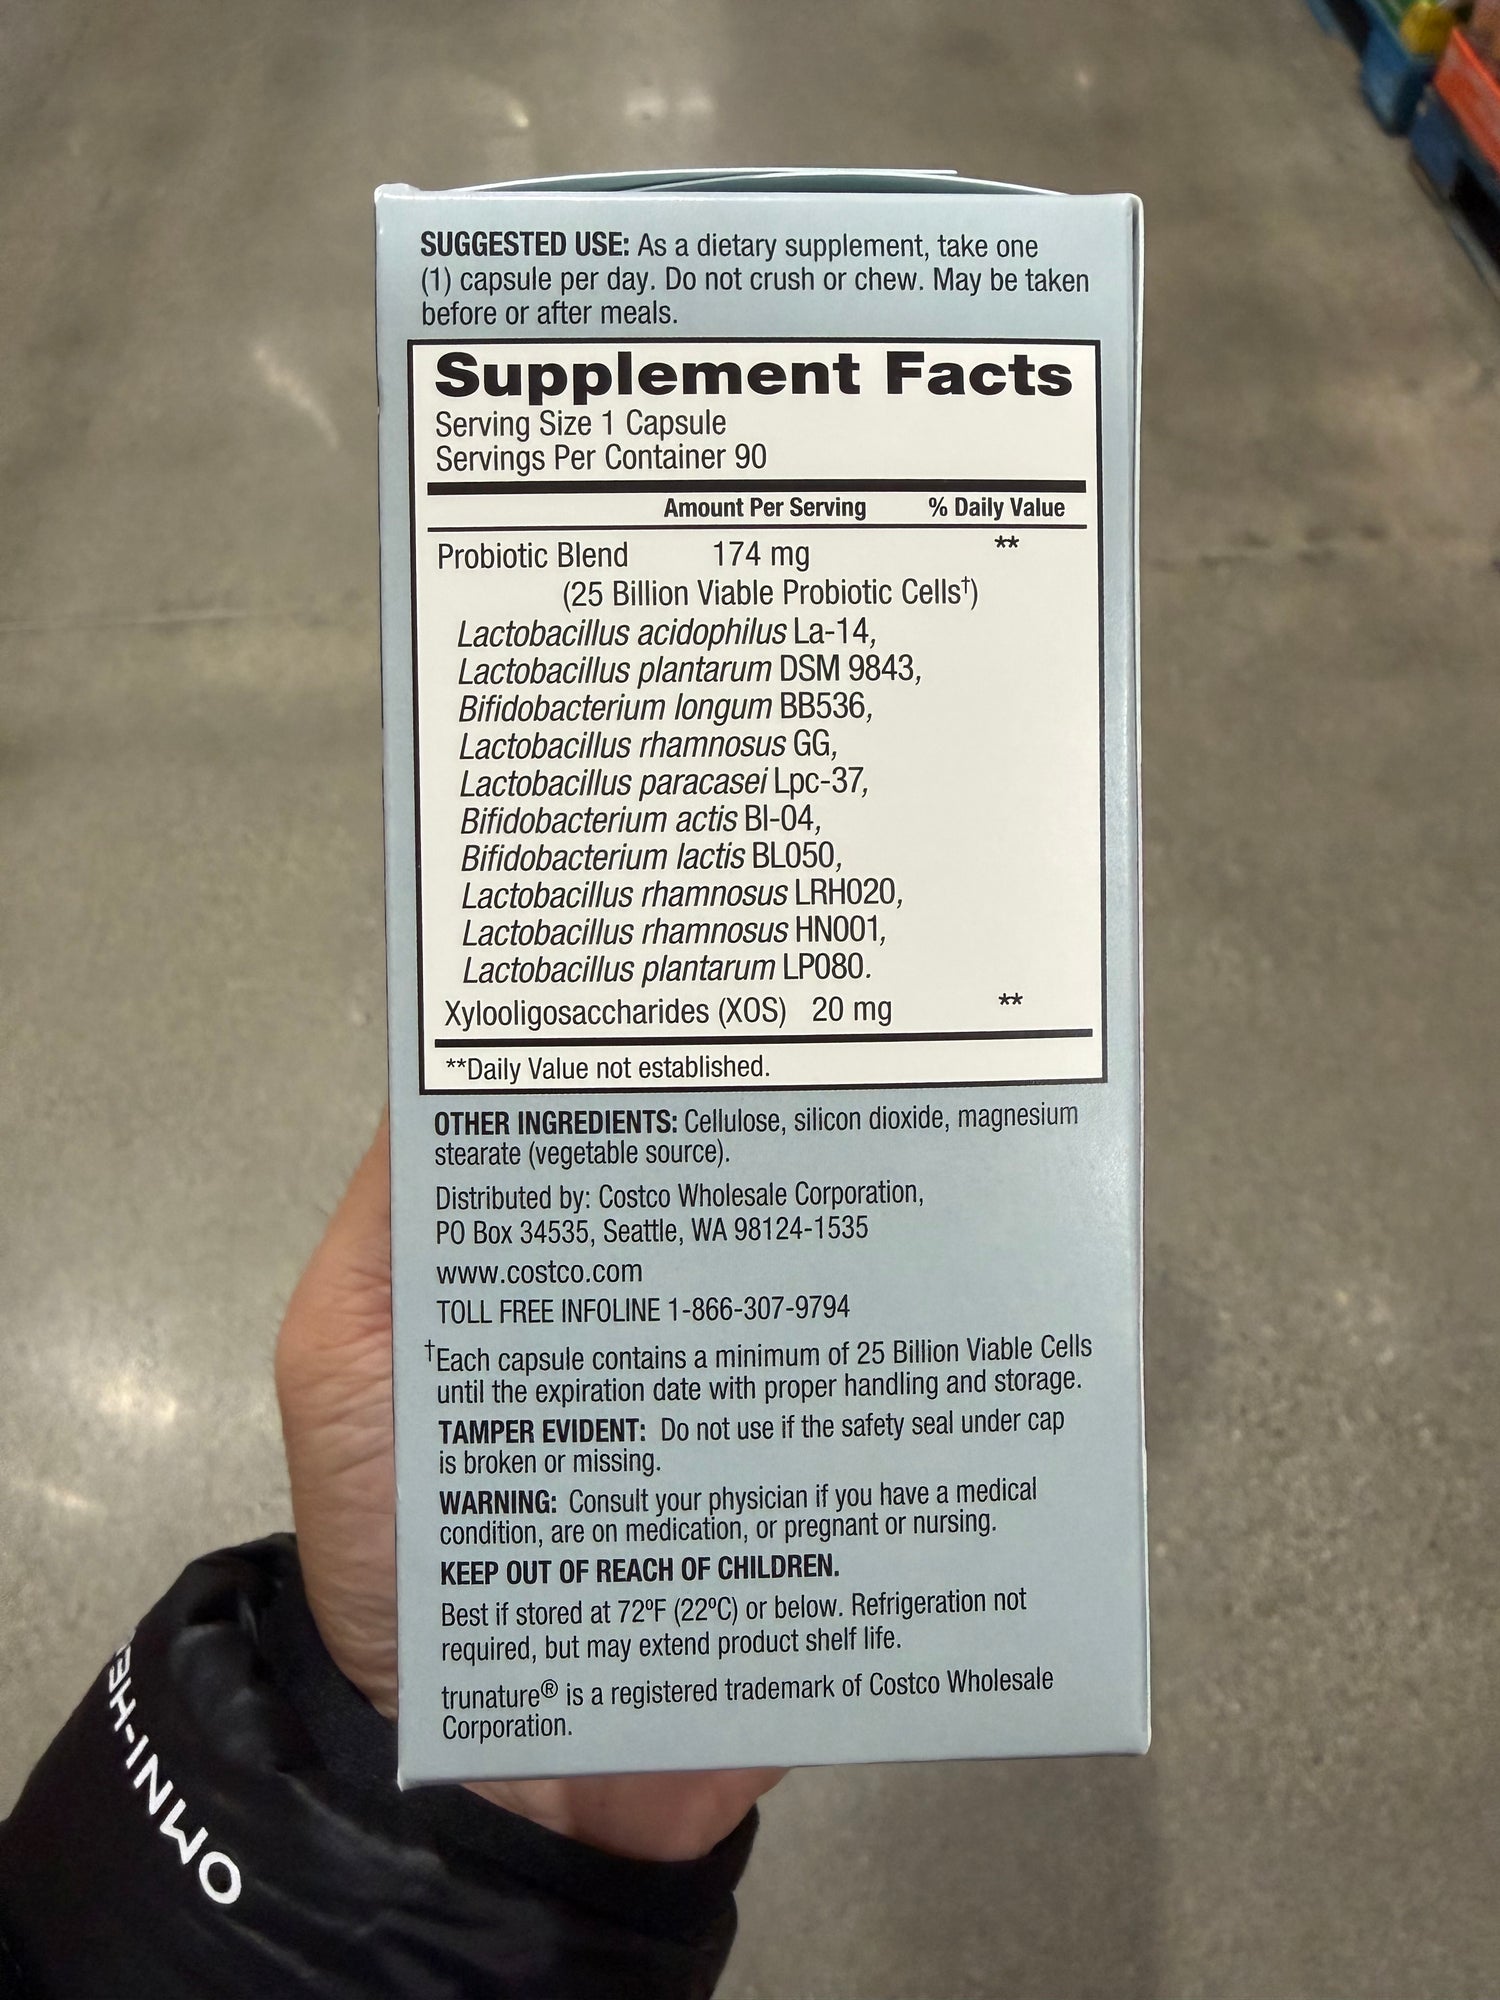 SUGGESTED USE: As a dietary supplement, take one
(1) capsule per day. Do not crush or chew. May be taken
before or after meals.
Supplement Facts
Serving Size 1 Capsule
Servings Per Container 90
Amount Per Serving % Daily Value
Probiotic Blend 174 mg **
(25 Billion Viable Probiotic Cells†)
Lactobacillus acidophilus La-14,
Lactobacillus plantarum DSM 9843,
Bifidobacterium longum BB536,
Lactobacillus rhamnosus GG,
Lactobacillus paracasei Lpc-37,
Bifidobacterium actis Bl-04,
Bifidobacterium lactis BL050,
Lactobacillus rhamnosus LRH020,
Lactobacillus rhamnosus HN001,
Lactobacillus plantarum LP080.
Xylooligosaccharides (XOS) 20 mg **
**Daily Value not established.
OTHER INGREDIENTS: Cellulose, silicon dioxide, magnesium
stearate (vegetable source).
Distributed by: Costco Wholesale Corporation,
PO Box 34535, Seattle, WA 98124-1535
www.costco.com
TOLL FREE INFOLINE 1-866-307-9794
†Each capsule contains a minimum of 25 Billion Viable Cells
until the expiration date with proper handling and storage.
TAMPER EVIDENT: Do not use if the safety seal under cap
is broken or missing.
WARNING: Consult your physician if you have a medical
condition, are on medication, or pregnant or nursing.
KEEP OUT OF REACH OF CHILDREN.
Best if stored at 72ºF (22ºC) or below. Refrigeration not
required, but may extend product shelf life.
trunature® is a registered trademark of Costco Wholesale
Corporation.
OMNI-HE